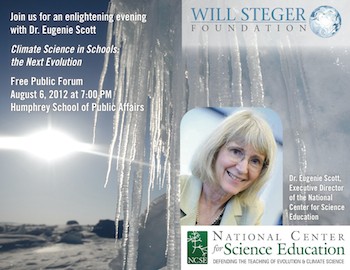 Join us for an enlightening evening
with Dr. Eugenie Scott
Climate Science in Schools:
the Next Evolution
Free Public Forum
August 6, 2012 at 7:00 PM
Humphrey School of Public Affairs
WILL STEGER
FOUNDATION
Dr. Eugenie Scott,
Executive Director
of the National
Center for Science
Education
NCSE
NATIONAL CENTER
for Science Education
DEFENDING THE TEACHING OF EVOLUTION & CLIMATE SCIENCE